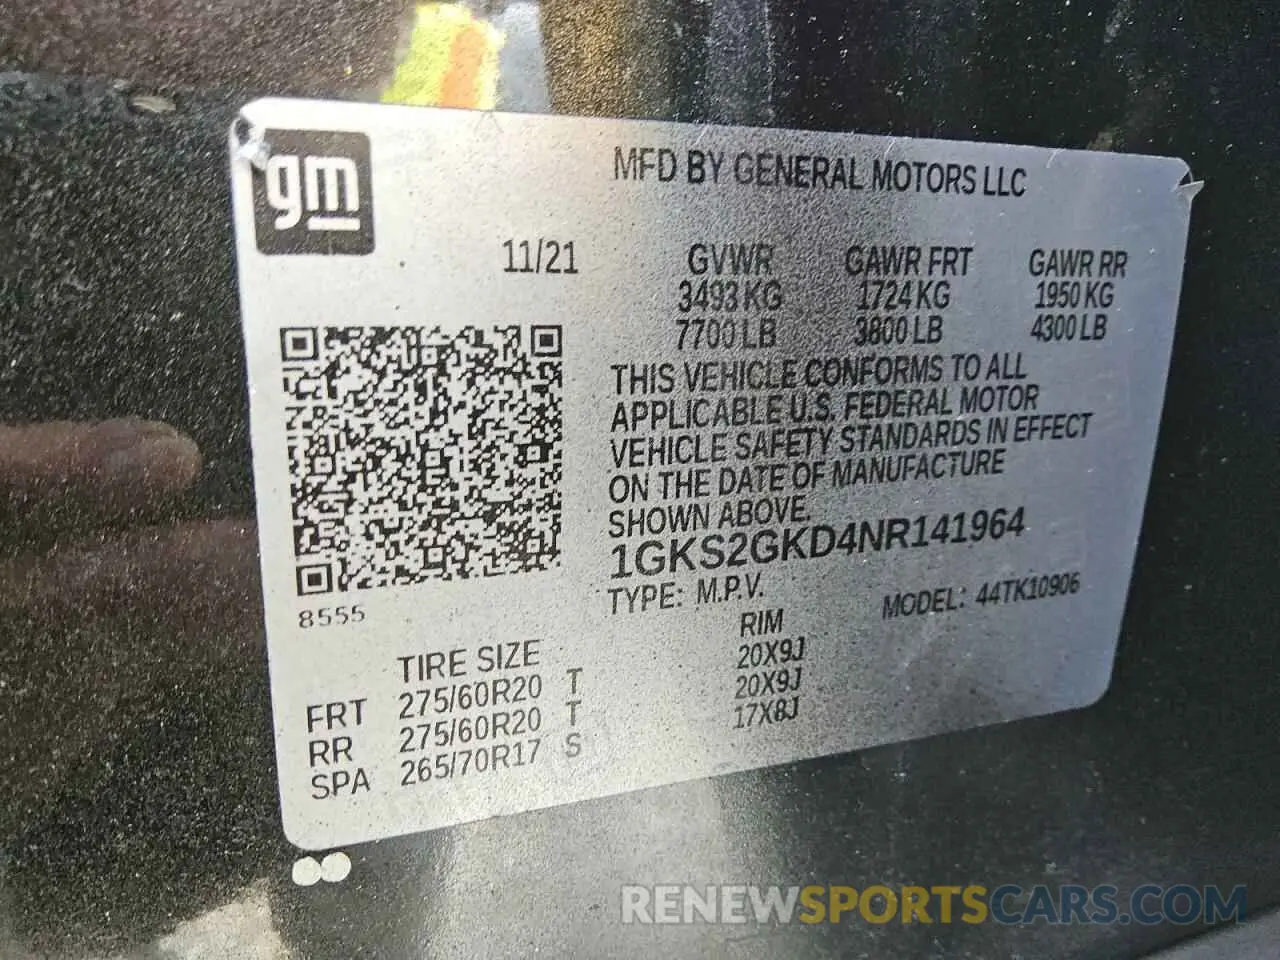 gm
MFD BY GENERAL MOTORS LLC
11/21 GVWR GAWR FRT GAWR RR
3493 KG 1724 KG 1950 KG
7700 LB 3800 LB 4300 LB
THIS VEHICLE CONFORMS TO ALL
APPLICABLE U.S. FEDERAL MOTOR
VEHICLE SAFETY STANDARDS IN EFFECT
ON THE DATE OF MANUFACTURE
SHOWN ABOVE.
1GKS2GKD4NR141964
8555
TYPE: M.P.V. MODEL: 44TK10906
TIRE SIZE RIM
FRT 275/60R20 T 20X9J
RR 275/60R20 T 20X9J
SPA 265/70R17 S 17X8J
RENEWSPORTSCARS.COM